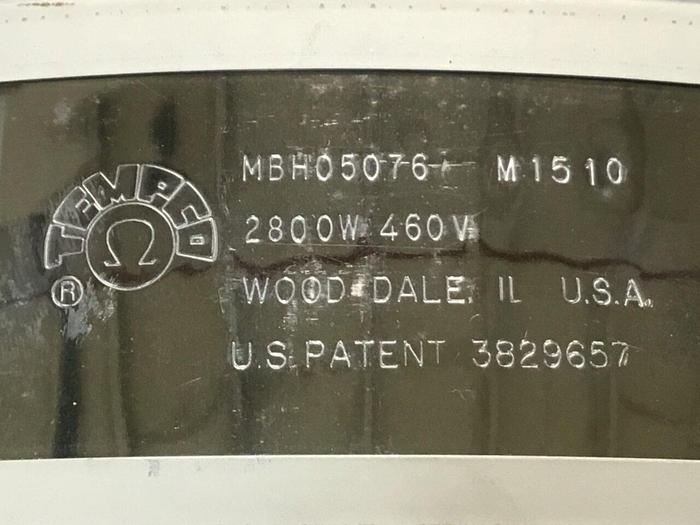 TEMPCO
Ω
®
MBH05076 M1510
2800W 460V
WOOD DALE, IL U.S.A.
U.S. PATENT 3829657